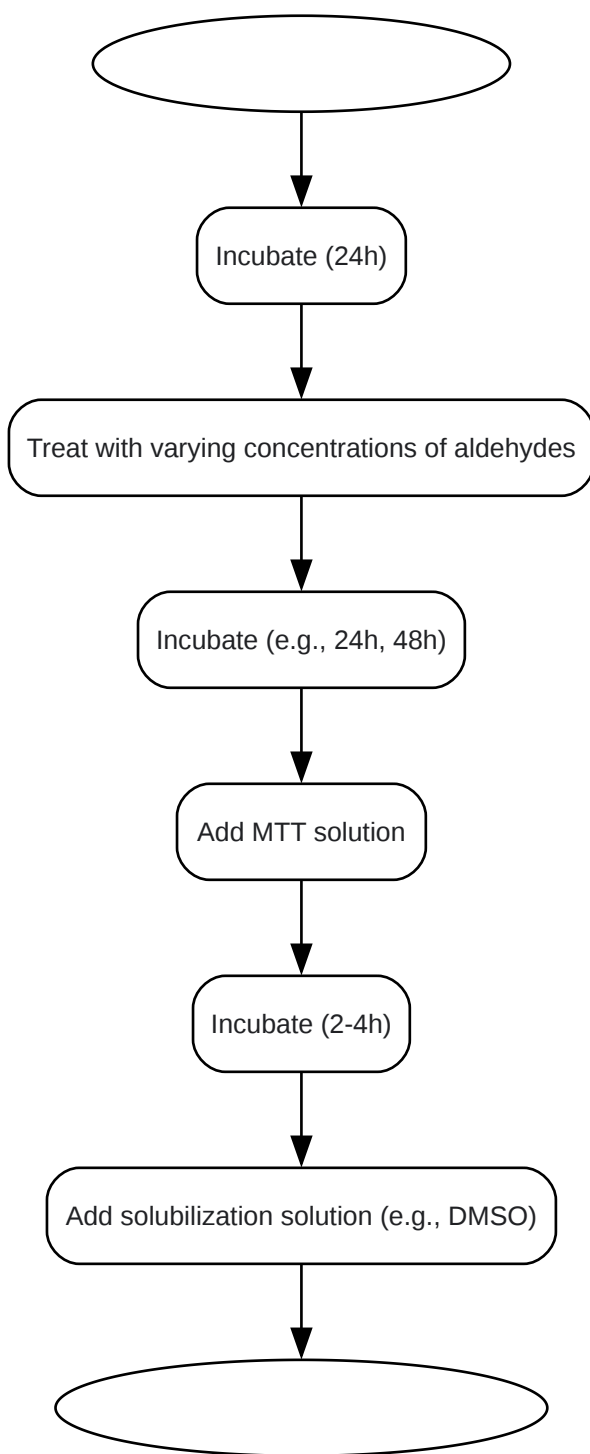 Incubate (24h)
Treat with varying concentrations of aldehydes
Incubate (e.g., 24h, 48h)
Add MTT solution
Incubate (2-4h)
Add solubilization solution (e.g., DMSO)